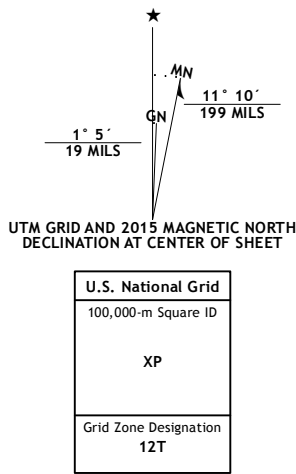 ★
MN
GN
11° 10´
199 MILS
1° 5´
19 MILS
UTM GRID AND 2015 MAGNETIC NORTH
DECLINATION AT CENTER OF SHEET
U.S. National Grid
100,000-m Square ID
XP
Grid Zone Designation
12T